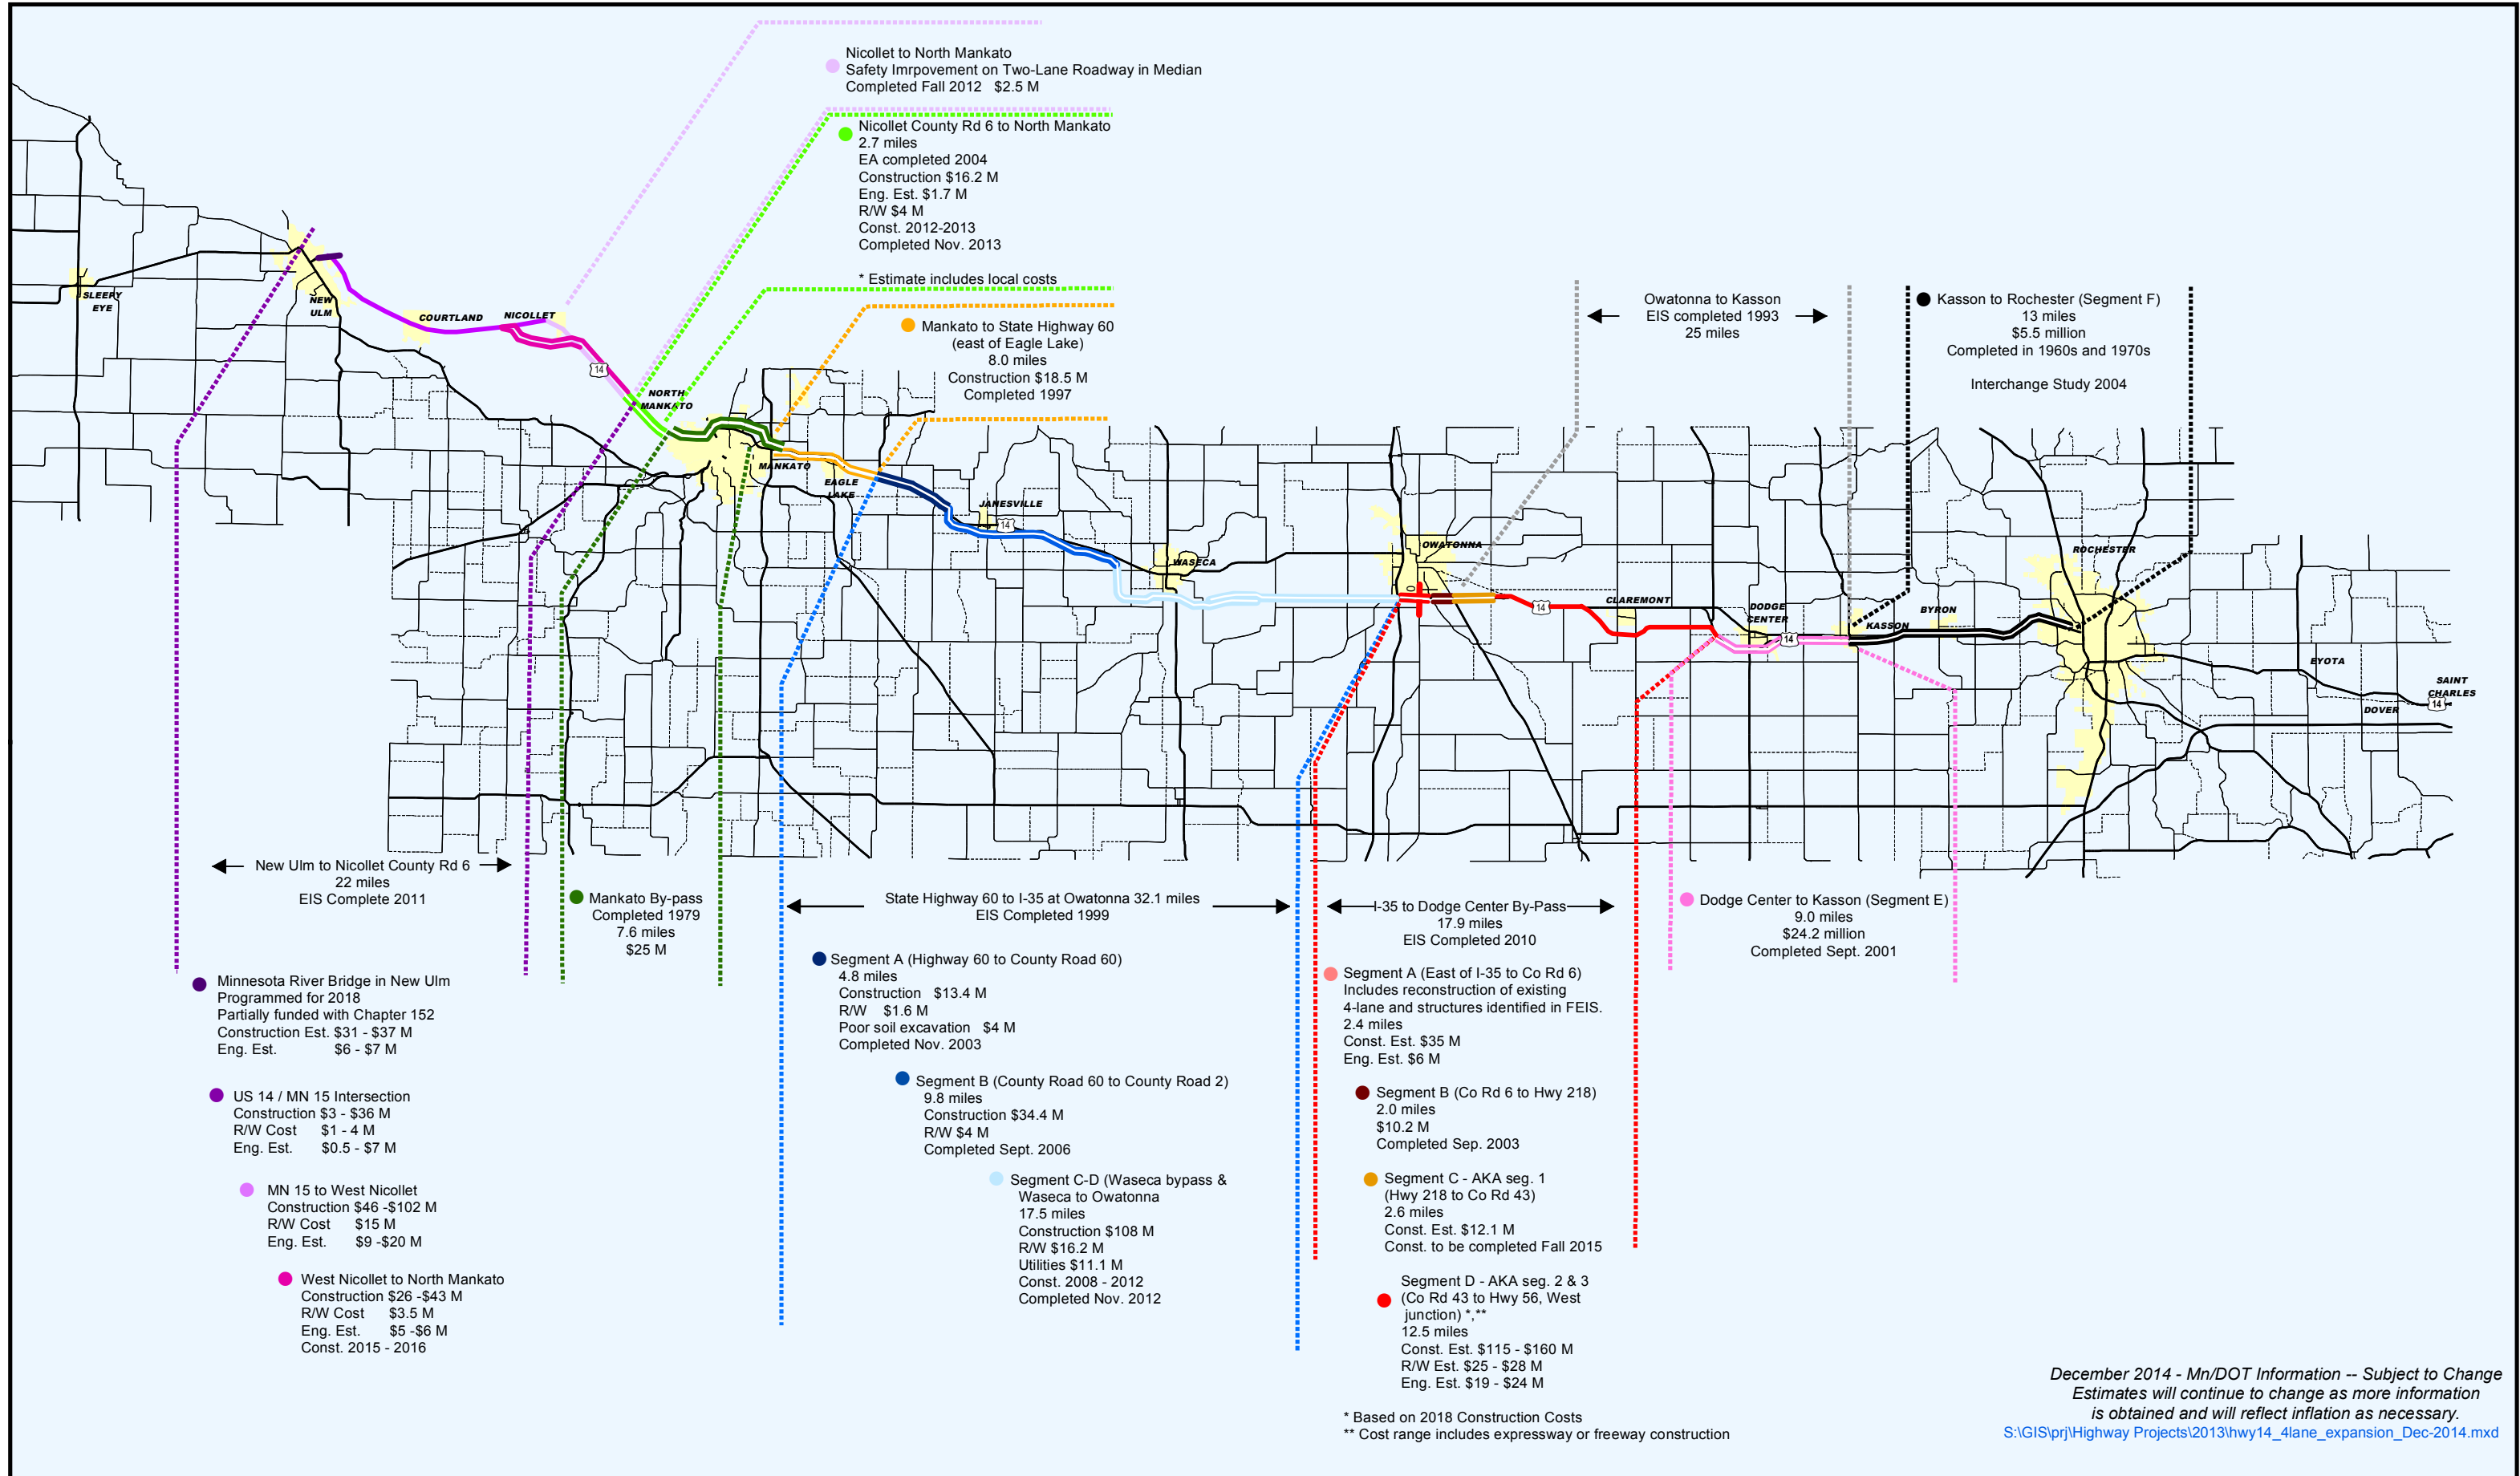 Nicollet to North Mankato
Safety Imrpovement on Two-Lane Roadway in Median
Completed Fall 2012 $2.5 M
Nicollet County Rd 6 to North Mankato
2.7 miles
EA completed 2004
Construction $16.2 M
Eng. Est. $1.7 M
R/W $4 M
Const. 2012-2013
Completed Nov. 2013
* Estimate includes local costs
Mankato to State Highway 60
(east of Eagle Lake)
8.0 miles
Construction $18.5 M
Completed 1997
Owatonna to Kasson
EIS completed 1993
25 miles
Kasson to Rochester (Segment F)
13 miles
$5.5 million
Completed in 1960s and 1970s
Interchange Study 2004
SLEEPY
EYE
NEW
ULM
COURTLAND
NICOLLET
14
NORTH
MANKATO
MANKATO
EAGLE
LAKE
JANESVILLE
14
WASECA
OWATONNA
14
CLAREMONT
DODGE
CENTER
14
KASSON
BYRON
ROCHESTER
EYOTA
DOVER
SAINT
CHARLES
14
New Ulm to Nicollet County Rd 6
22 miles
EIS Complete 2011
Mankato By-pass
Completed 1979
7.6 miles
$25 M
State Highway 60 to I-35 at Owatonna 32.1 miles
EIS Completed 1999
I-35 to Dodge Center By-Pass
17.9 miles
EIS Completed 2010
Dodge Center to Kasson (Segment E)
9.0 miles
$24.2 million
Completed Sept. 2001
Minnesota River Bridge in New Ulm
Programmed for 2018
Partially funded with Chapter 152
Construction Est. $31 - $37 M
Eng. Est. $6 - $7 M
US 14 / MN 15 Intersection
Construction $3 - $36 M
R/W Cost $1 - 4 M
Eng. Est. $0.5 - $7 M
MN 15 to West Nicollet
Construction $46 -$102 M
R/W Cost $15 M
Eng. Est. $9 -$20 M
West Nicollet to North Mankato
Construction $26 -$43 M
R/W Cost $3.5 M
Eng. Est. $5 -$6 M
Const. 2015 - 2016
Segment A (Highway 60 to County Road 60)
4.8 miles
Construction $13.4 M
R/W $1.6 M
Poor soil excavation $4 M
Completed Nov. 2003
Segment B (County Road 60 to County Road 2)
9.8 miles
Construction $34.4 M
R/W $4 M
Completed Sept. 2006
Segment C-D (Waseca bypass &
Waseca to Owatonna
17.5 miles
Construction $108 M
R/W $16.2 M
Utilities $11.1 M
Const. 2008 - 2012
Completed Nov. 2012
Segment A (East of I-35 to Co Rd 6)
Includes reconstruction of existing
4-lane and structures identified in FEIS.
2.4 miles
Const. Est. $35 M
Eng. Est. $6 M
Segment B (Co Rd 6 to Hwy 218)
2.0 miles
$10.2 M
Completed Sep. 2003
Segment C - AKA seg. 1
(Hwy 218 to Co Rd 43)
2.6 miles
Const. Est. $12.1 M
Const. to be completed Fall 2015
Segment D - AKA seg. 2 & 3
(Co Rd 43 to Hwy 56, West
junction) *,**
12.5 miles
Const. Est. $115 - $160 M
R/W Est. $25 - $28 M
Eng. Est. $19 - $24 M
* Based on 2018 Construction Costs
** Cost range includes expressway or freeway construction
December 2014 - Mn/DOT Information -- Subject to Change
Estimates will continue to change as more information
is obtained and will reflect inflation as necessary.
S:\GIS\prj\Highway Projects\2013\hwy14_4lane_expansion_Dec-2014.mxd